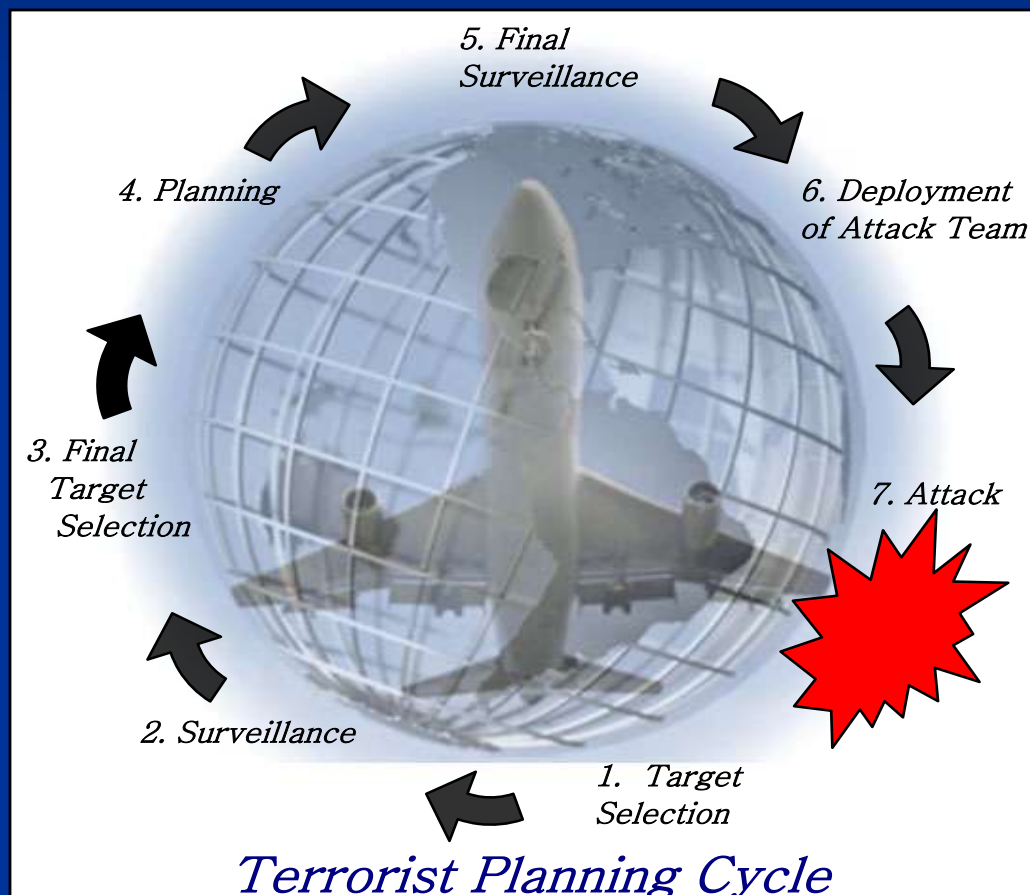 5. Final
Surveillance
4. Planning
6. Deployment
of Attack Team
3. Final
Target
Selection
7. Attack
2. Surveillance
1. Target
Selection
Terrorist Planning Cycle